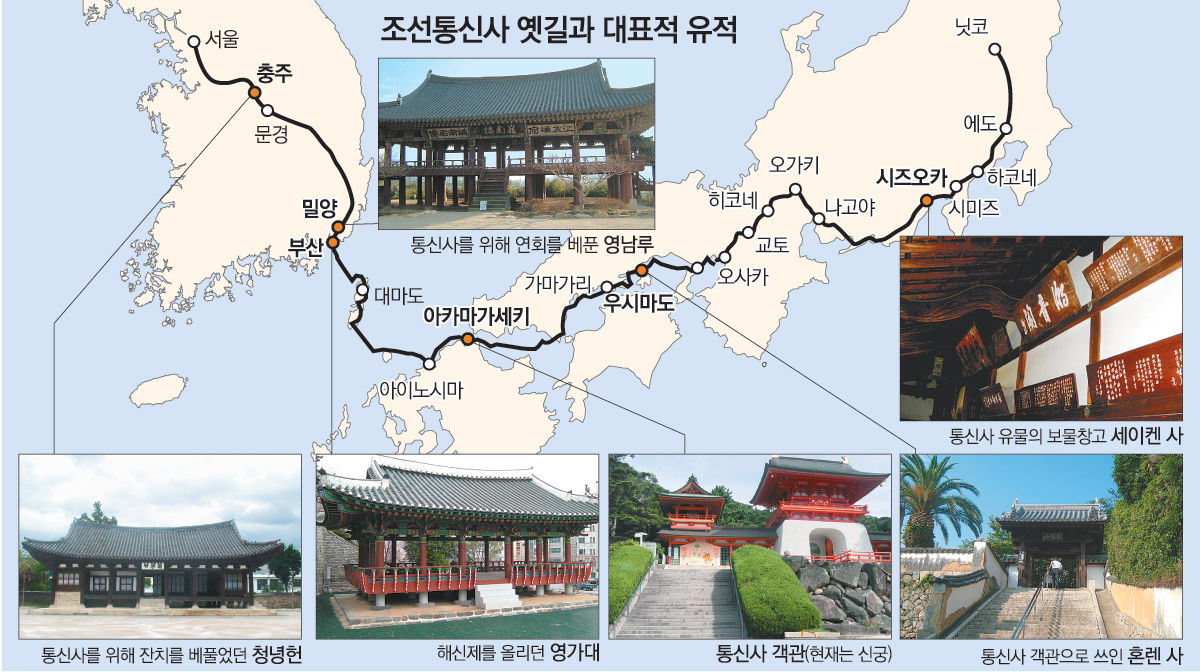 조선통신사 옛길과 대표적 유적
서울
충주
문경
밀양
부산
대마도
아이노시마
아카마가세키
가마가리
우시마도
오사카
교토
히코네
오가키
나고야
시즈오카
시미즈
하코네
에도
닛코
통신사를 위해 연회를 베푼 영남루
통신사 유물의 보물창고 세이켄 사
통신사를 위해 잔치를 베풀었던 청녕헌
해신제를 올리던 영가대
통신사 객관(현재는 신궁)
통신사 객관으로 쓰인 혼렌 사